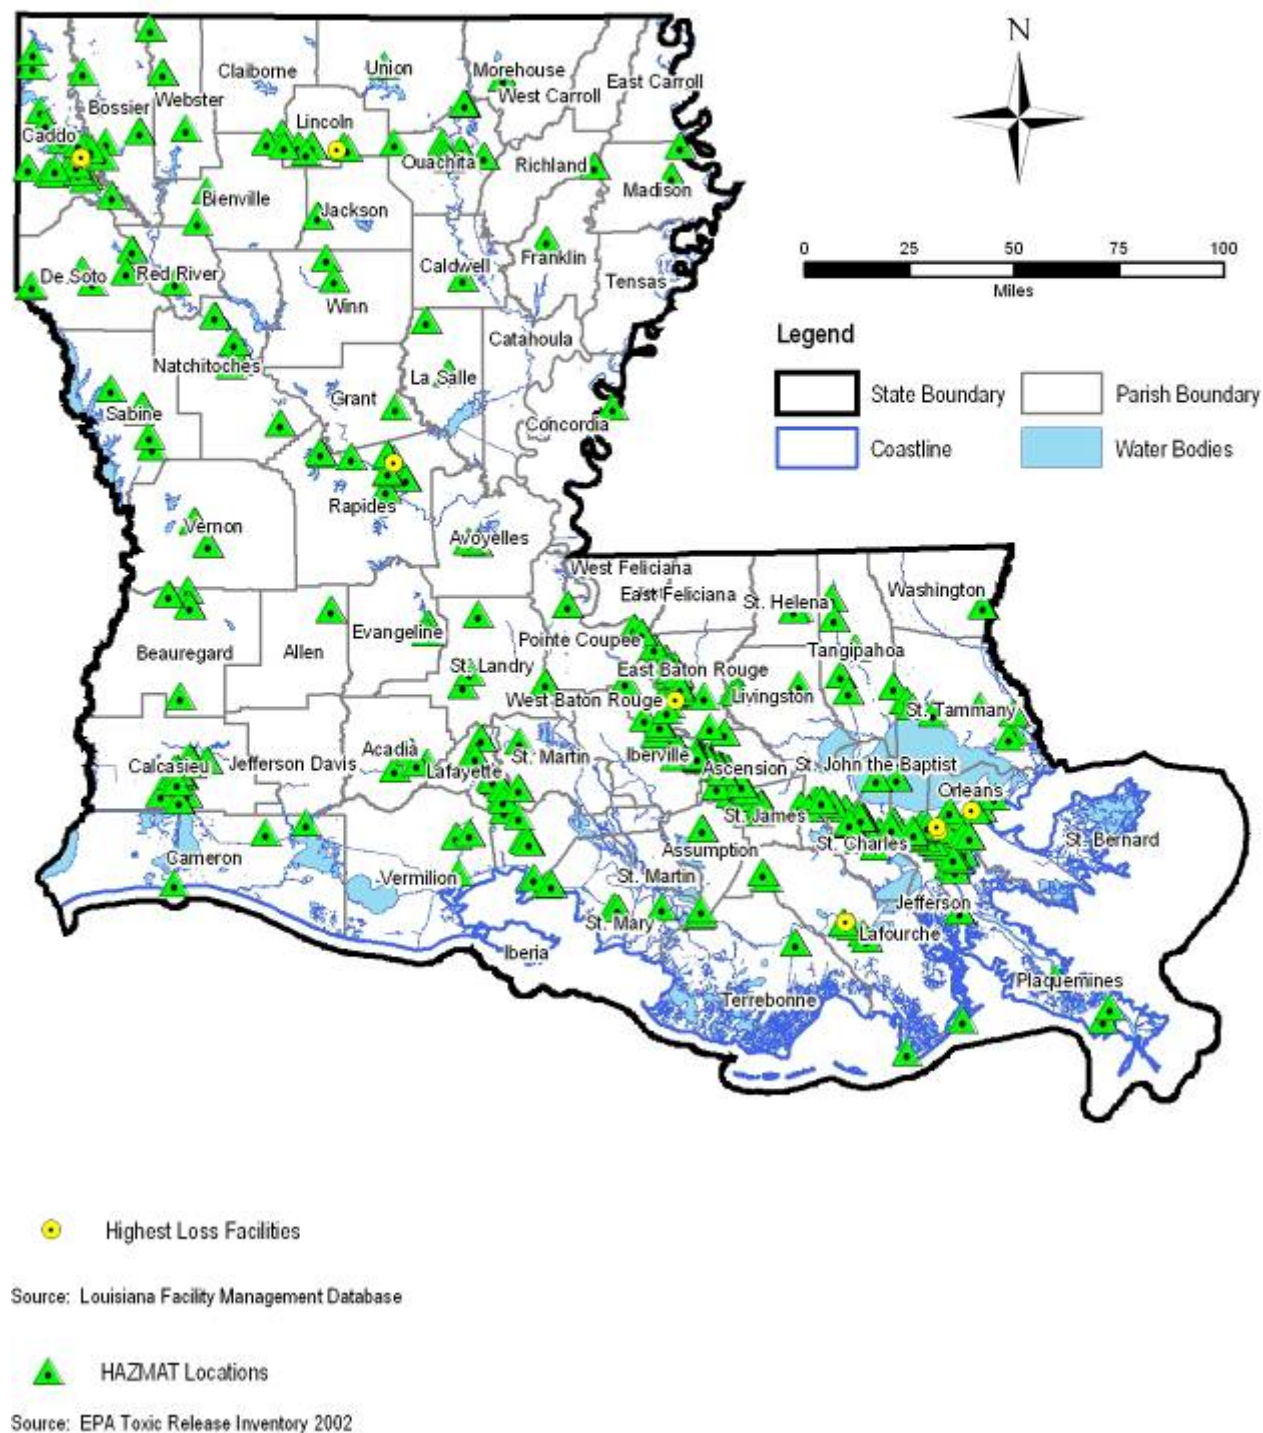 N
Claiborne
Union
Morehouse
East Carroll
West Carroll
Webster
Bossier
Lincoln
Caddo
Ouachita
Richland
Madison
Bienville
Jackson
Franklin
Caldwell
De Soto
Red River
Tensas
Winn
0 25 50 75 100
Miles
Catahoula
Natchitoches
La Salle
Grant
Sabine
Concordia
Legend
State Boundary
Parish Boundary
Coastline
Water Bodies
Rapides
Vernon
Avoyelles
West Feliciana
East Feliciana
St. Helena
Washington
Evangeline
Pointe Coupee
Beauregard
Allen
Tangipahoa
St. Landry
East Baton Rouge
West Baton Rouge
Livingston
St. Tammany
Acadia
Calcasieu
Jefferson Davis
Lafayette
St. Martin
Iberville
Ascension
St. John the Baptist
Orleans
St. James
St. Charles
St. Bernard
Assumption
Cameron
Vermilion
St. Martin
Jefferson
St. Mary
Lafourche
Iberia
Plaquemines
Terrebonne
Highest Loss Facilities
Source: Louisiana Facility Management Database
HAZMAT Locations
Source: EPA Toxic Release Inventory 2002